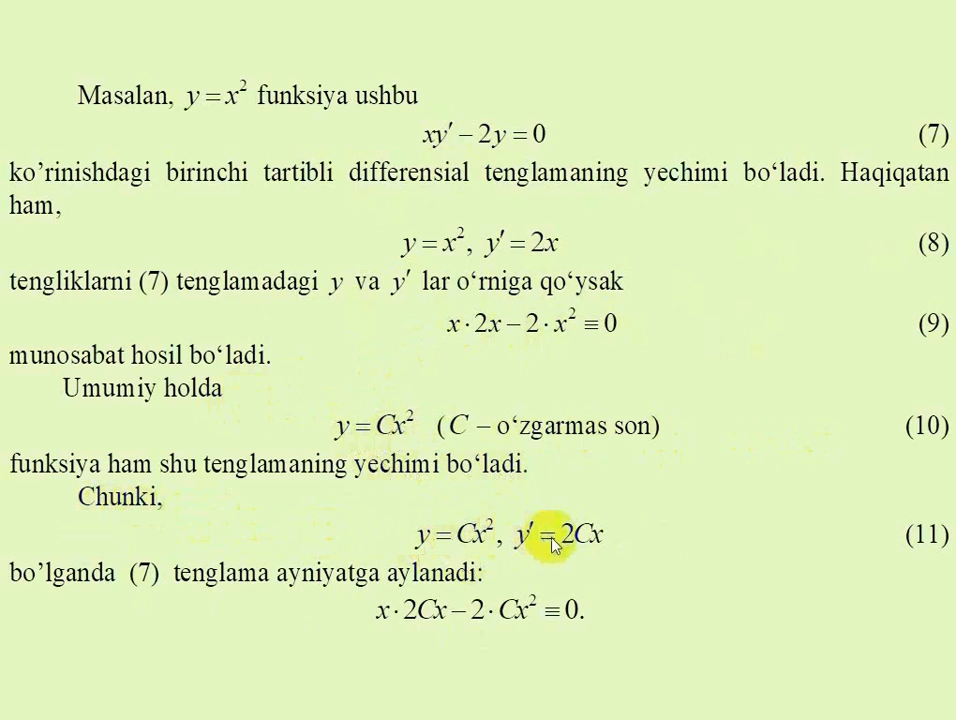 Masalan, y = x² funksiya ushbu
xy′ − 2y = 0 (7)
ko’rinishdagi birinchi tartibli differensial tenglamaning yechimi bo‘ladi. Haqiqatan
ham,
y = x², y′ = 2x (8)
tengliklarni (7) tenglamadagi y va y′ lar o‘rniga qo‘ysak
x · 2x − 2 · x² ≡ 0 (9)
munosabat hosil bo‘ladi.
Umumiy holda
y = Cx² (C – o‘zgarmas son) (10)
funksiya ham shu tenglamaning yechimi bo‘ladi.
Chunki,
y = Cx², y′ = 2Cx (11)
bo’lganda (7) tenglama ayniyatga aylanadi:
x · 2Cx − 2 · Cx² ≡ 0.